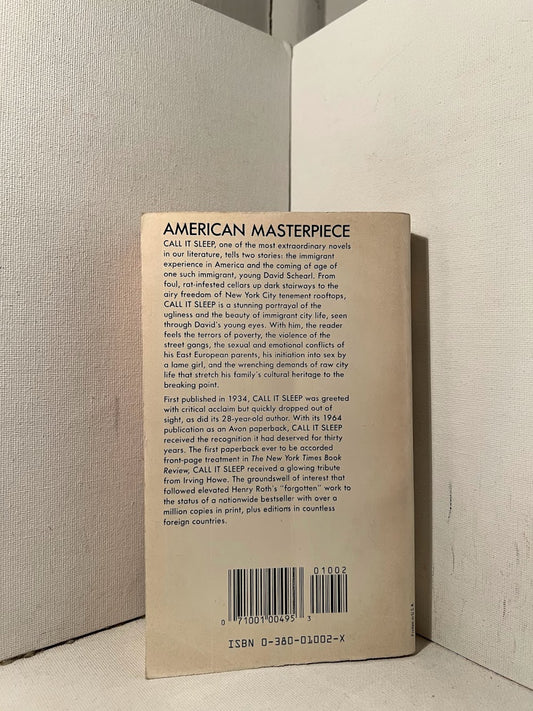 AMERICAN MASTERPIECE
CALL IT SLEEP, one of the most extraordinary novels
in our literature, tells two stories: the immigrant
experience in America and the coming of age of
one such immigrant, young David Schearl. From
foul, rat-infested cellars up dark stairways to the
airy freedom of New York City tenement rooftops,
CALL IT SLEEP is a stunning portrayal of the
ugliness and the beauty of immigrant city life, seen
through David's young eyes. With him, the reader
feels the terrors of poverty, the violence of the
street gangs, the sexual and emotional conflicts of
his East European parents, his initiation into sex by
a lame girl, and the wrenching demands of raw city
life that stretch his family's cultural heritage to the
breaking point.
First published in 1934, CALL IT SLEEP was greeted
with critical acclaim but quickly dropped out of
sight, as did its 28-year-old author. With its 1964
publication as an Avon paperback, CALL IT SLEEP
received the recognition it had deserved for thirty
years. The first paperback ever to be accorded
front-page treatment in The New York Times Book
Review, CALL IT SLEEP received a glowing tribute
from Irving Howe. The groundswell of interest that
followed elevated Henry Roth's "forgotten" work to
the status of a nationwide bestseller with over a
million copies in print, plus editions in countless
foreign countries.
01002
0 71001 00495 3
ISBN 0-380-01002-X